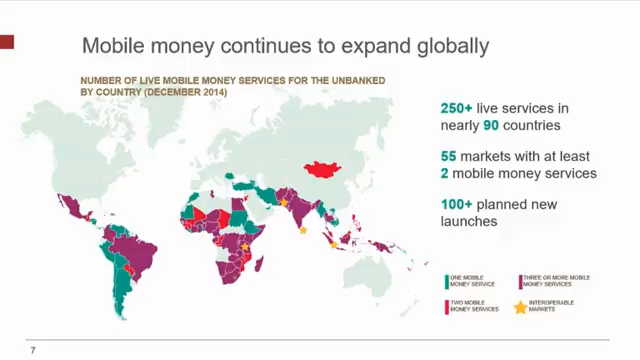 Mobile money continues to expand globally
NUMBER OF LIVE MOBILE MONEY SERVICES FOR THE UNBANKED
BY COUNTRY (DECEMBER 2014)
250+ live services in
nearly 90 countries
55 markets with at least
2 mobile money services
100+ planned new
launches
ONE MOBILE
MONEY SERVICE
THREE OR MORE MOBILE
MONEY SERVICES
TWO MOBILE
MONEY SERVICES
INTEROPERABLE
MARKETS
7